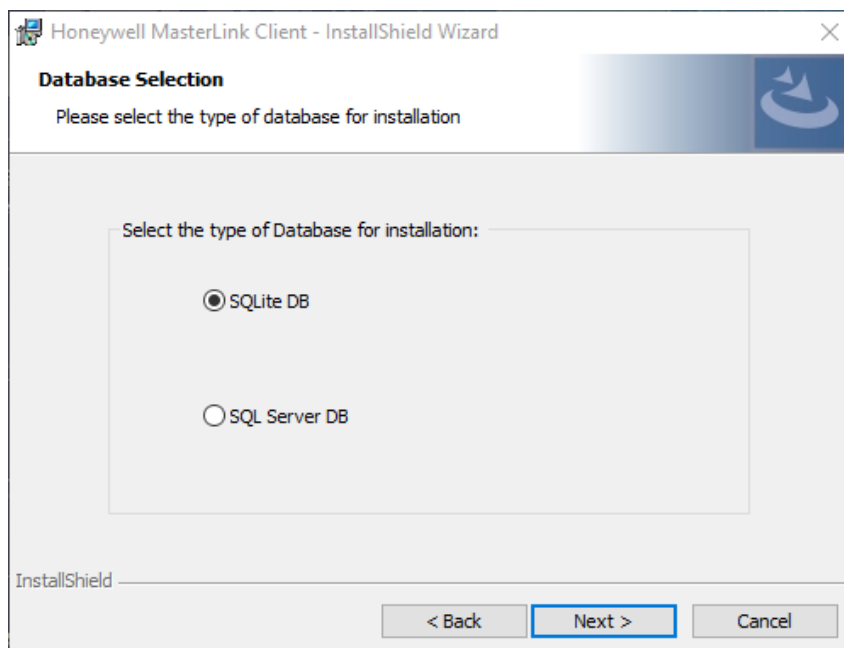 Honeywell MasterLink Client - InstallShield Wizard
Database Selection
Please select the type of database for installation
Select the type of Database for installation:
SQLite DB
SQL Server DB
InstallShield
< Back
Next >
Cancel